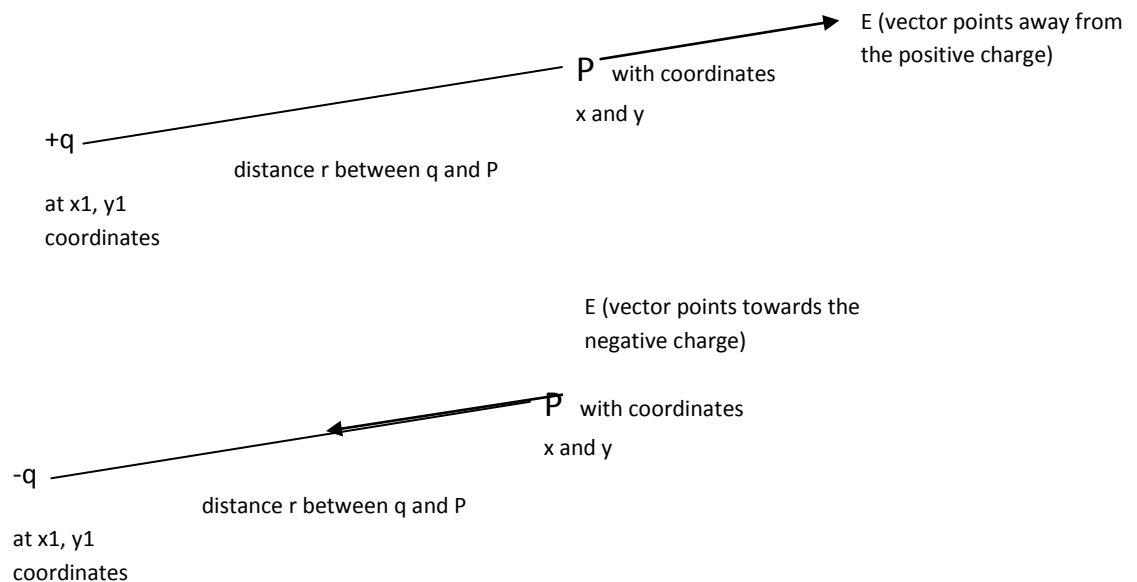 E (vector points away from
the positive charge)
P with coordinates
x and y
+q
distance r between q and P
at x1, y1
coordinates
E (vector points towards the
negative charge)
P with coordinates
x and y
-q
distance r between q and P
at x1, y1
coordinates